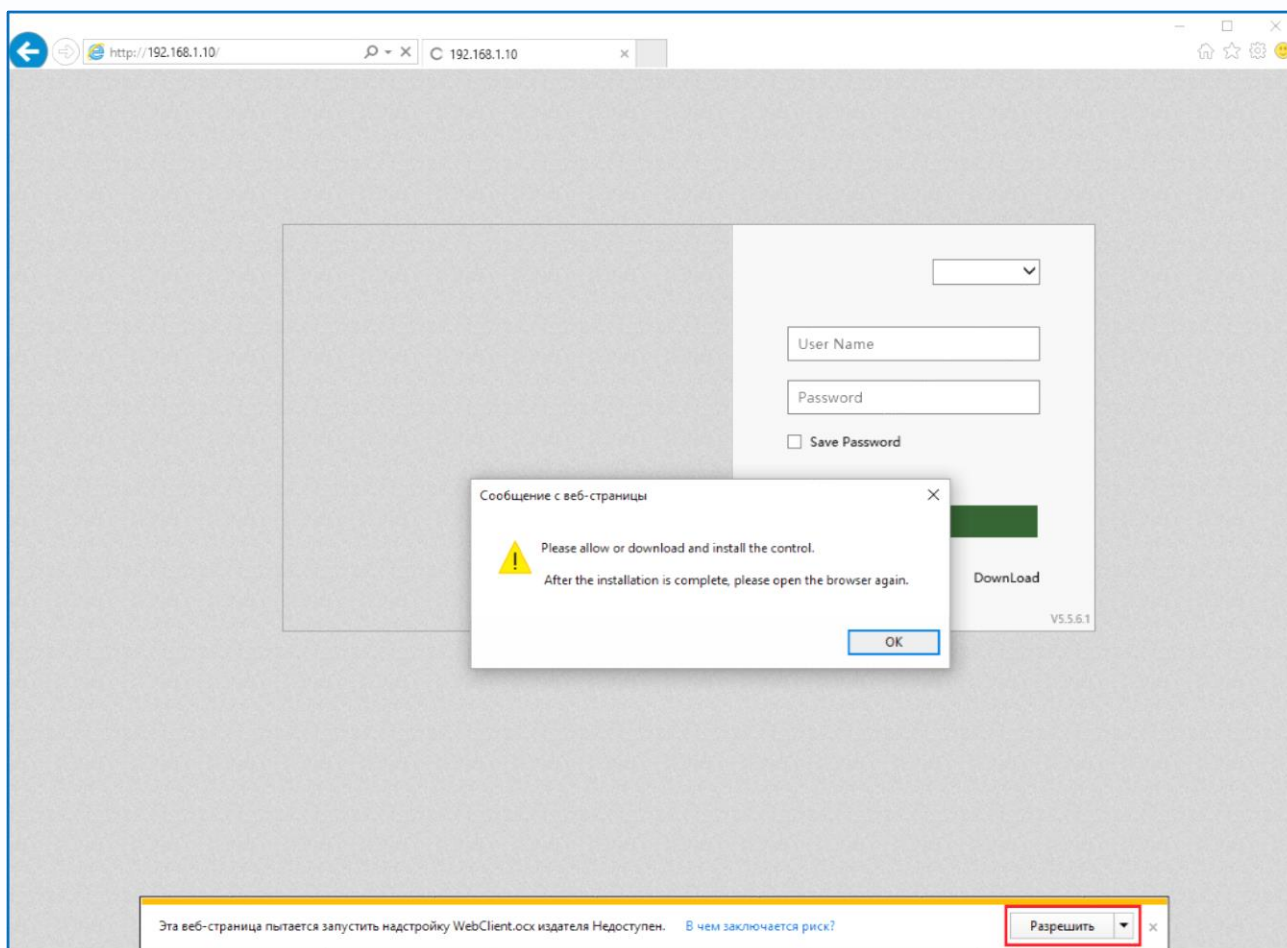 http://192.168.1.10/
192.168.1.10
User Name
Password
Save Password
Сообщение с веб-страницы
Please allow or download and install the control.
After the installation is complete, please open the browser again.
OK
DownLoad
V5.5.6.1
Эта веб-страница пытается запустить надстройку WebClient.ocx издателя Недоступен. В чем заключается риск? Разрешить